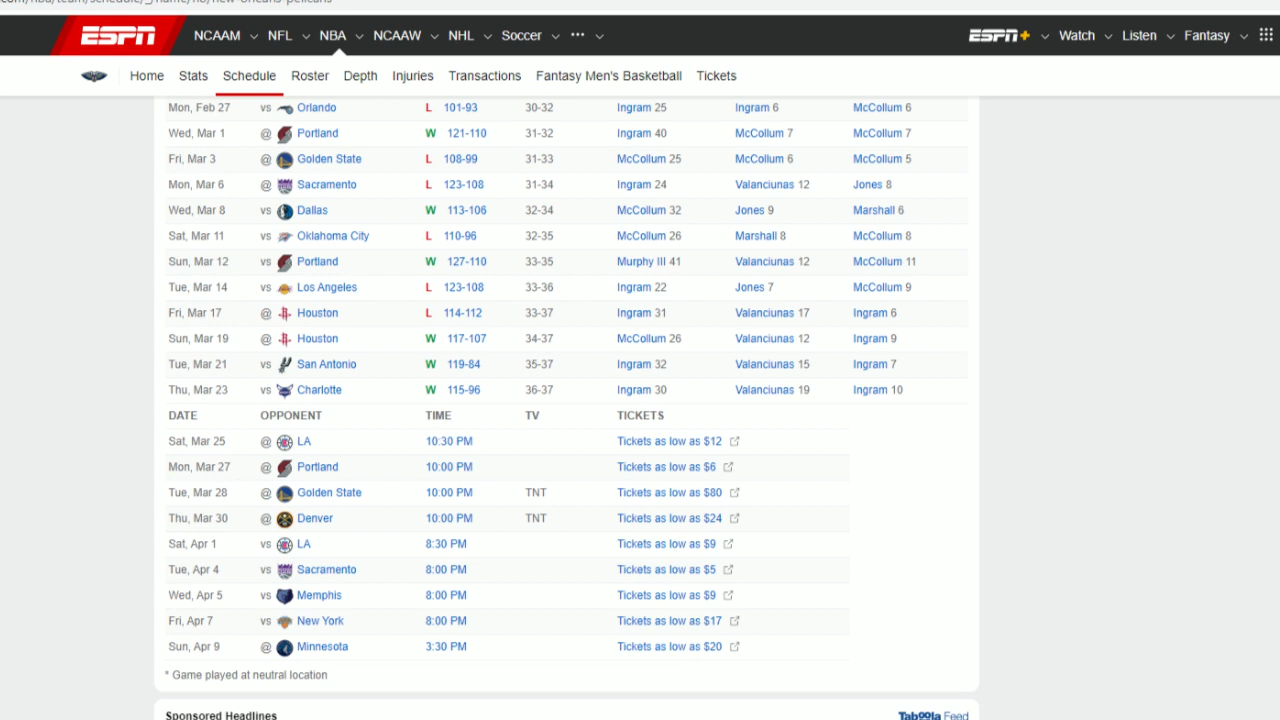 .com/nba/team/schedule/_/name/no/new-orleans-pelicans
ESPN NCAAM NFL NBA NCAAW NHL Soccer ••• ESPN+ Watch Listen Fantasy
Home Stats Schedule Roster Depth Injuries Transactions Fantasy Men's Basketball Tickets
Mon, Feb 27 vs Orlando L 101-93 30-32 Ingram 25 Ingram 6 McCollum 6
Wed, Mar 1 @ Portland W 121-110 31-32 Ingram 40 McCollum 7 McCollum 7
Fri, Mar 3 @ Golden State L 108-99 31-33 McCollum 25 McCollum 6 McCollum 5
Mon, Mar 6 @ Sacramento L 123-108 31-34 Ingram 24 Valanciunas 12 Jones 8
Wed, Mar 8 vs Dallas W 113-106 32-34 McCollum 32 Jones 9 Marshall 6
Sat, Mar 11 vs Oklahoma City L 110-96 32-35 McCollum 26 Marshall 8 McCollum 8
Sun, Mar 12 vs Portland W 127-110 33-35 Murphy III 41 Valanciunas 12 McCollum 11
Tue, Mar 14 vs Los Angeles L 123-108 33-36 Ingram 22 Jones 7 McCollum 9
Fri, Mar 17 @ Houston L 114-112 33-37 Ingram 31 Valanciunas 17 Ingram 6
Sun, Mar 19 @ Houston W 117-107 34-37 McCollum 26 Valanciunas 12 Ingram 9
Tue, Mar 21 vs San Antonio W 119-84 35-37 Ingram 32 Valanciunas 15 Ingram 7
Thu, Mar 23 vs Charlotte W 115-96 36-37 Ingram 30 Valanciunas 19 Ingram 10
DATE OPPONENT TIME TV TICKETS
Sat, Mar 25 @ LA 10:30 PM Tickets as low as $12
Mon, Mar 27 @ Portland 10:00 PM Tickets as low as $6
Tue, Mar 28 @ Golden State 10:00 PM TNT Tickets as low as $80
Thu, Mar 30 @ Denver 10:00 PM TNT Tickets as low as $24
Sat, Apr 1 vs LA 8:30 PM Tickets as low as $9
Tue, Apr 4 vs Sacramento 8:00 PM Tickets as low as $5
Wed, Apr 5 vs Memphis 8:00 PM Tickets as low as $9
Fri, Apr 7 vs New York 8:00 PM Tickets as low as $17
Sun, Apr 9 @ Minnesota 3:30 PM Tickets as low as $20
* Game played at neutral location
Sponsored Headlines Taboola Feed